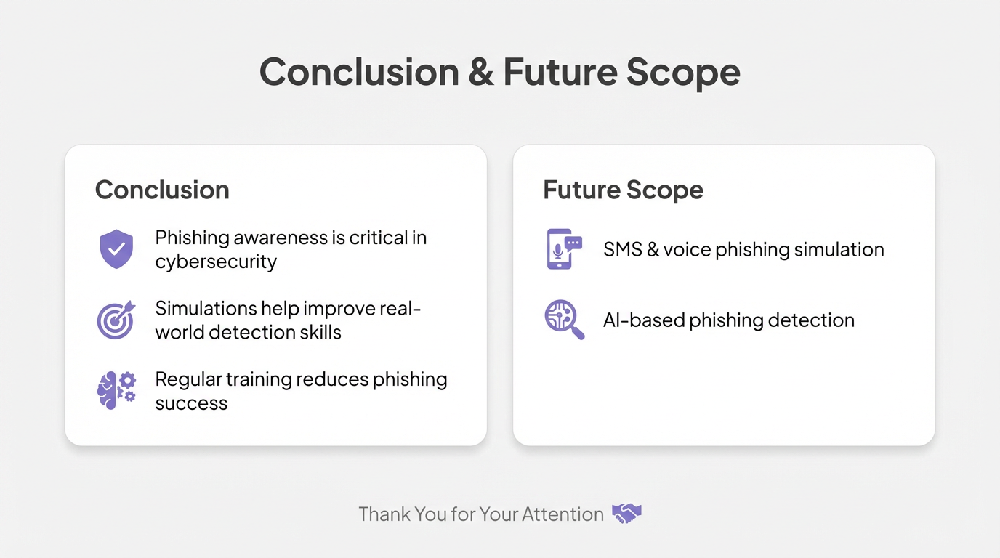 Conclusion & Future Scope
Conclusion
Phishing awareness is critical in
cybersecurity
Simulations help improve real-
world detection skills
Regular training reduces phishing
success
Future Scope
SMS & voice phishing simulation
AI-based phishing detection
Thank You for Your Attention